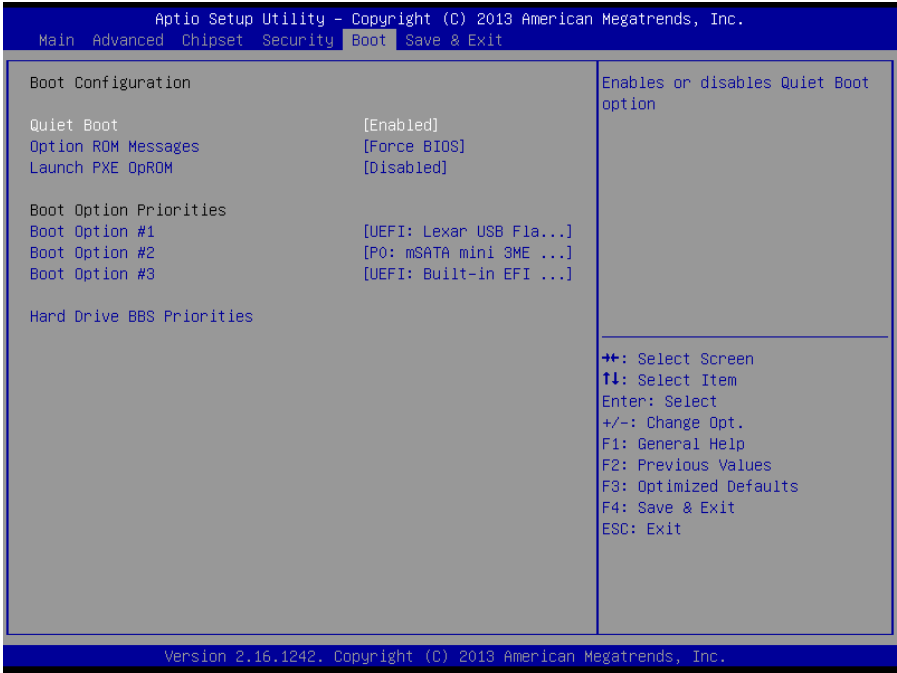 Aptio Setup Utility – Copyright (C) 2013 American Megatrends, Inc.
Main Advanced Chipset Security Boot Save & Exit
Boot Configuration
Quiet Boot [Enabled]
Option ROM Messages [Force BIOS]
Launch PXE OpROM [Disabled]
Boot Option Priorities
Boot Option #1 [UEFI: Lexar USB Fla...]
Boot Option #2 [P0: mSATA mini 3ME ...]
Boot Option #3 [UEFI: Built-in EFI ...]
Hard Drive BBS Priorities
Enables or disables Quiet Boot
option
→←: Select Screen
↑↓: Select Item
Enter: Select
+/-: Change Opt.
F1: General Help
F2: Previous Values
F3: Optimized Defaults
F4: Save & Exit
ESC: Exit
Version 2.16.1242. Copyright (C) 2013 American Megatrends, Inc.